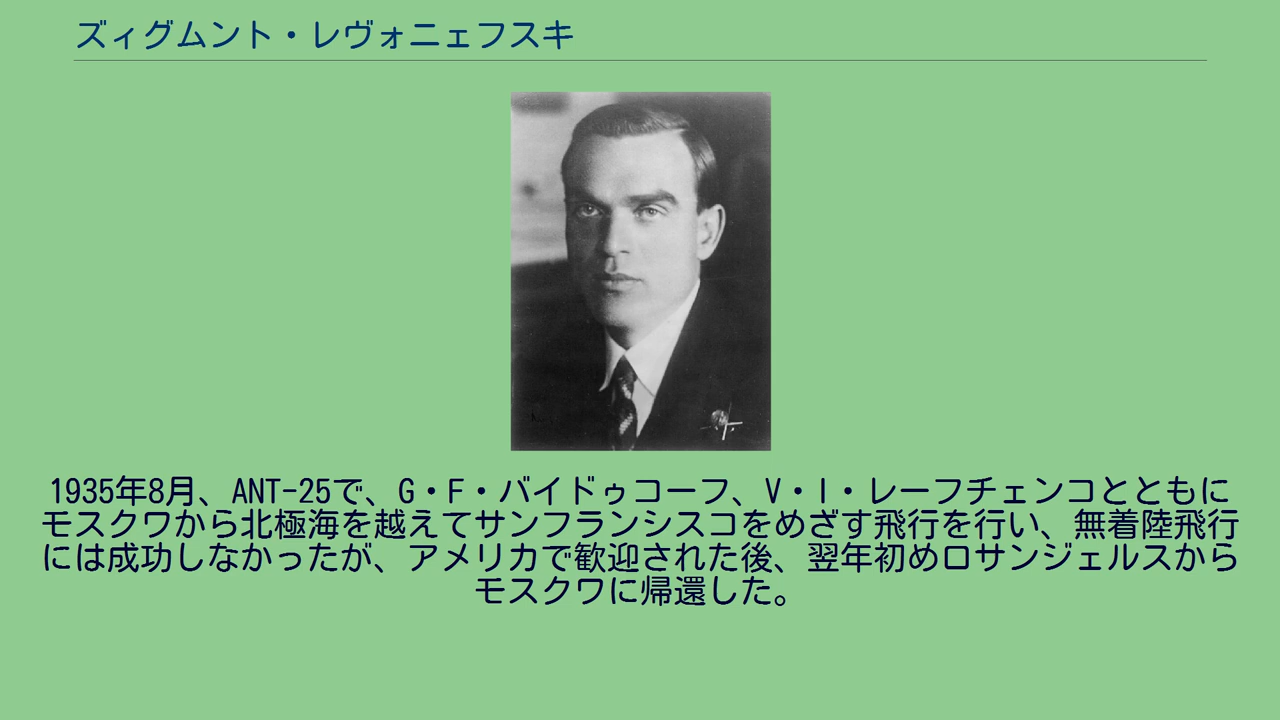 ズィグムント・レヴォニェフスキ
1935年8月、ANT-25で、G・F・バイドゥコーフ、V・I・レーフチェンコとともに
モスクワから北極海を越えてサンフランシスコをめざす飛行を行い、無着陸飛行
には成功しなかったが、アメリカで歓迎された後、翌年初めロサンジェルスから
モスクワに帰還した。